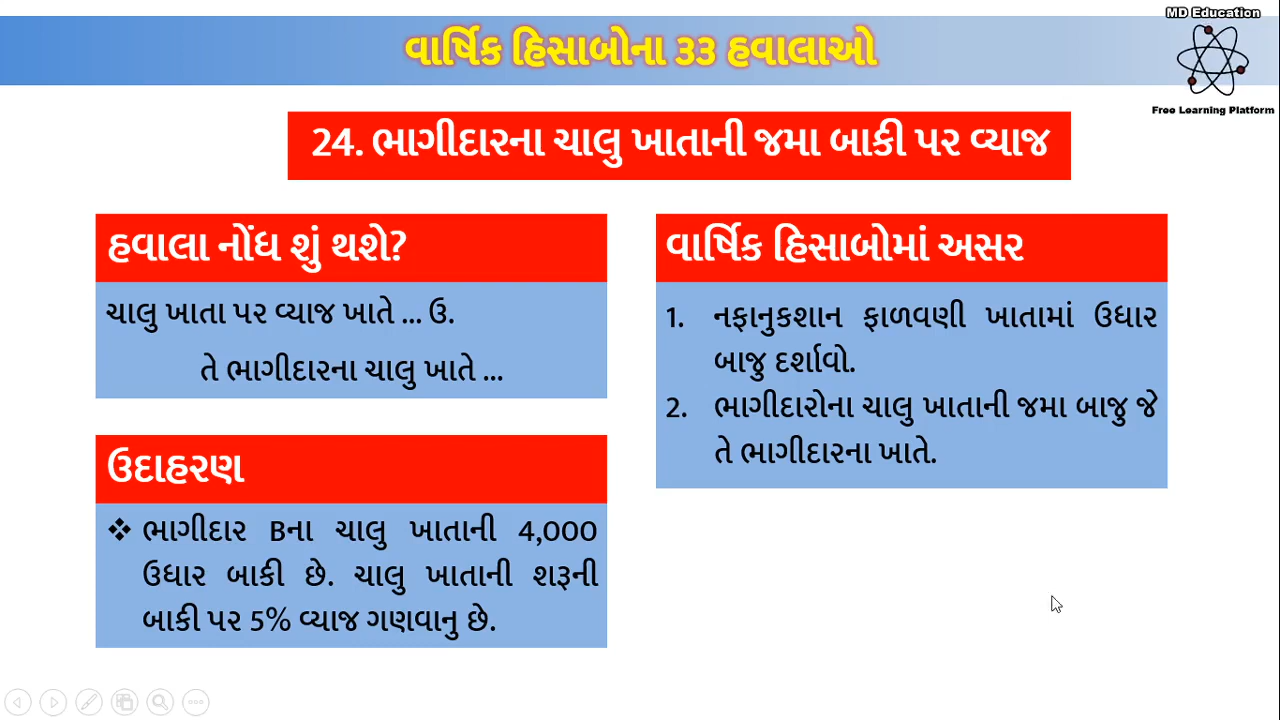 વાર્ષિક હિસાબોના ૩૩ હવાલાઓ
MD Education
Free Learning Platform
24. ભાગીદારના ચાલુ ખાતાની જમા બાકી પર વ્યાજ
હવાલા નોંધ શું થશે?
ચાલુ ખાતા પર વ્યાજ ખાતે ... ઉ.
તે ભાગીદારના ચાલુ ખાતે ...
ઉદાહરણ
❖ ભાગીદાર Bના ચાલુ ખાતાની 4,000
ઉધાર બાકી છે. ચાલુ ખાતાની શરૂની
બાકી પર 5% વ્યાજ ગણવાનુ છે.
વાર્ષિક હિસાબોમાં અસર
1. નફાનુકશાન ફાળવણી ખાતામાં ઉધાર
બાજુ દર્શાવો.
2. ભાગીદારોના ચાલુ ખાતાની જમા બાજુ જે
તે ભાગીદારના ખાતે.